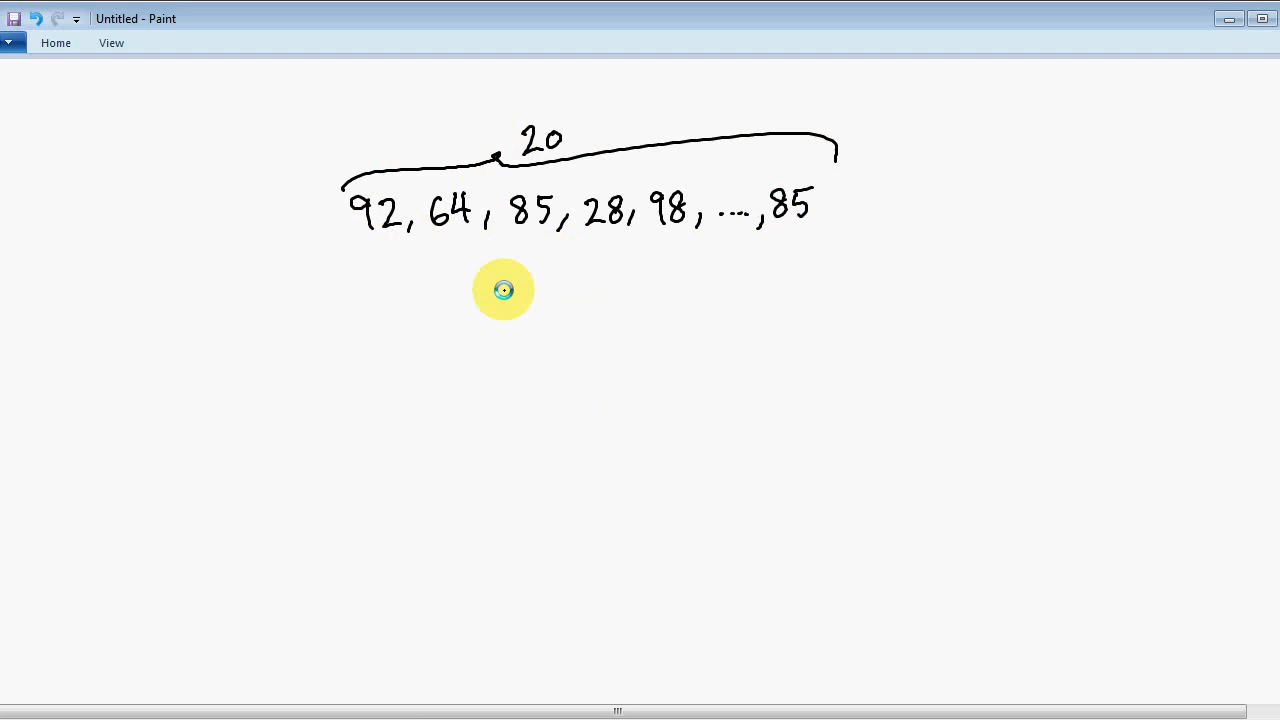 Untitled - Paint
Home View
20
92, 64, 85, 28, 98, ...., 85